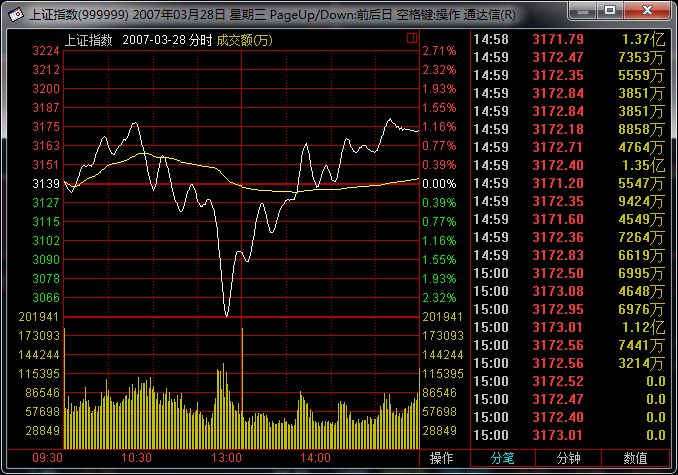 上证指数(999999) 2007年03月28日 星期三 PageUp/Down:前后日 空格键:操作 通达信(R)
上证指数 2007-03-28 分时 成交额(万)
3224 2.71%
3212 2.32%
3200 1.93%
3187 1.55%
3175 1.16%
3163 0.77%
3151 0.39%
3139 0.00%
3127 0.39%
3115 0.77%
3102 1.16%
3090 1.55%
3078 1.93%
3066 2.32%
201941 201941
173093 173093
144244 144244
115395 115395
86546 86546
57698 57698
28849 28849
09:30 10:30 13:00 14:00 操作
14:58 3171.79 1.37亿
14:59 3172.47 7353万
14:59 3172.35 5559万
14:59 3172.84 3851万
14:59 3172.84 3851万
14:59 3172.18 8858万
14:59 3172.71 4764万
14:59 3172.40 1.35亿
14:59 3171.20 5547万
14:59 3172.35 9424万
14:59 3171.60 4549万
14:59 3172.36 7264万
14:59 3172.83 6619万
15:00 3172.50 6995万
15:00 3173.08 4648万
15:00 3172.95 6976万
15:00 3173.01 1.12亿
15:00 3172.56 7441万
15:00 3172.56 3214万
15:00 3172.52 0.0
15:00 3172.47 0.0
15:00 3172.40 0.0
15:00 3173.01 0.0
分笔 分钟 数值